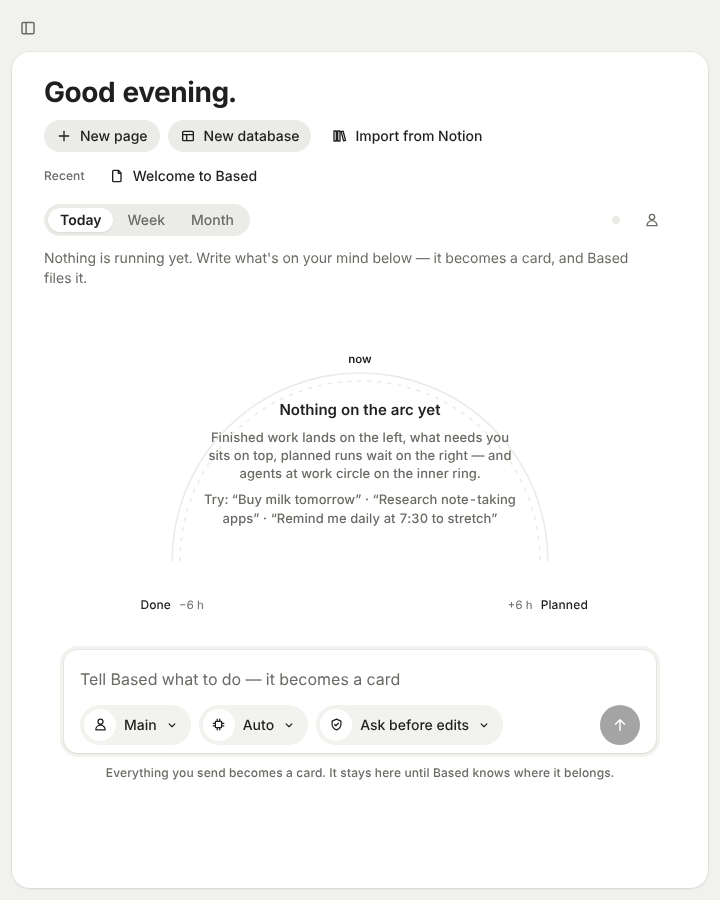 Good evening.
New page
New database
Import from Notion
Recent
Welcome to Based
Today
Week
Month
Nothing is running yet. Write what's on your mind below — it becomes a card, and Based
files it.
now
Nothing on the arc yet
Finished work lands on the left, what needs you
sits on top, planned runs wait on the right — and
agents at work circle on the inner ring.
Try: “Buy milk tomorrow” · “Research note-taking
apps” · “Remind me daily at 7:30 to stretch”
Done −6 h
+6 h Planned
Tell Based what to do — it becomes a card
Main
Auto
Ask before edits
Everything you send becomes a card. It stays here until Based knows where it belongs.